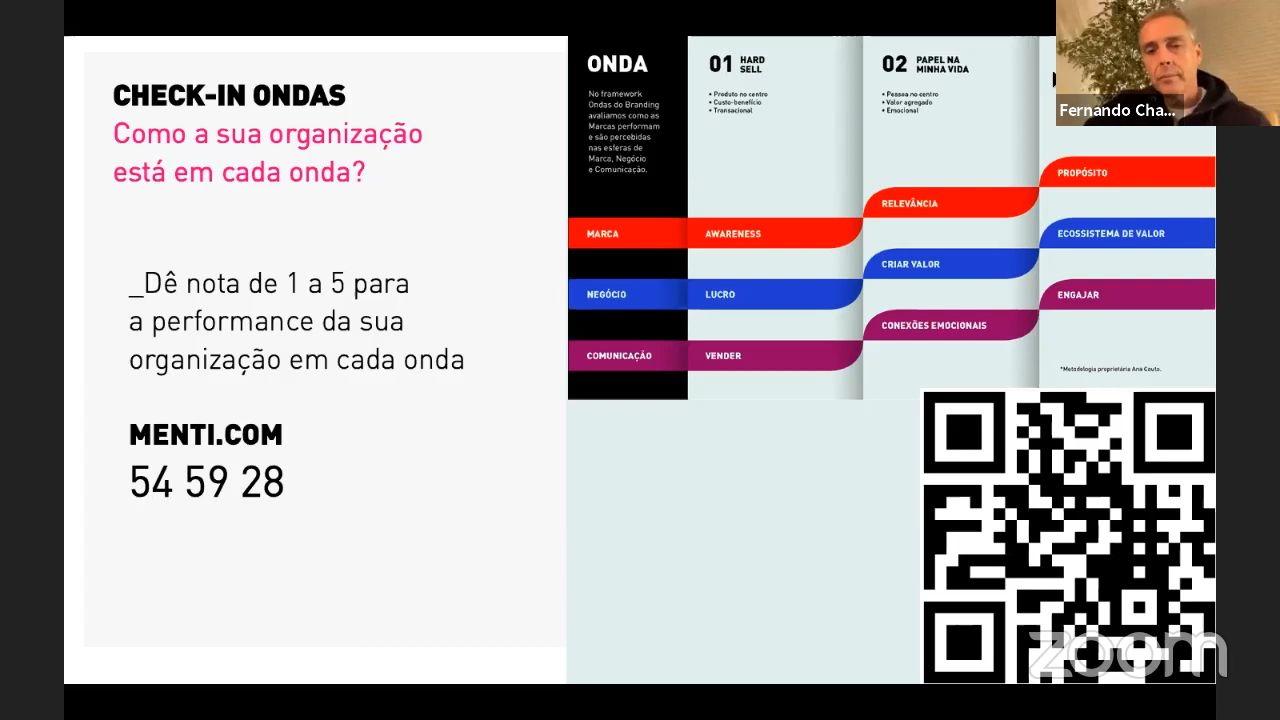 CHECK-IN ONDAS
Como a sua organização
está em cada onda?
_Dê nota de 1 a 5 para
a performance da sua
organização em cada onda
MENTI.COM
54 59 28
ONDA
No framework
Ondas do Branding
avaliamos como as
Marcas performam
e são percebidas
nas esferas de
Marca, Negócio
e Comunicação.
01 HARD
SELL
• Produto no centro
• Custo-benefício
• Transacional
02 PAPEL NA
MINHA VIDA
• Pessoa no centro
• Valor agregado
• Emocional
Fernando Cha...
MARCA
AWARENESS
RELEVÂNCIA
PROPÓSITO
NEGÓCIO
LUCRO
CRIAR VALOR
ECOSSISTEMA DE VALOR
COMUNICAÇÃO
VENDER
CONEXÕES EMOCIONAIS
ENGAJAR
*Metodologia proprietária Ana Couto.
zoom